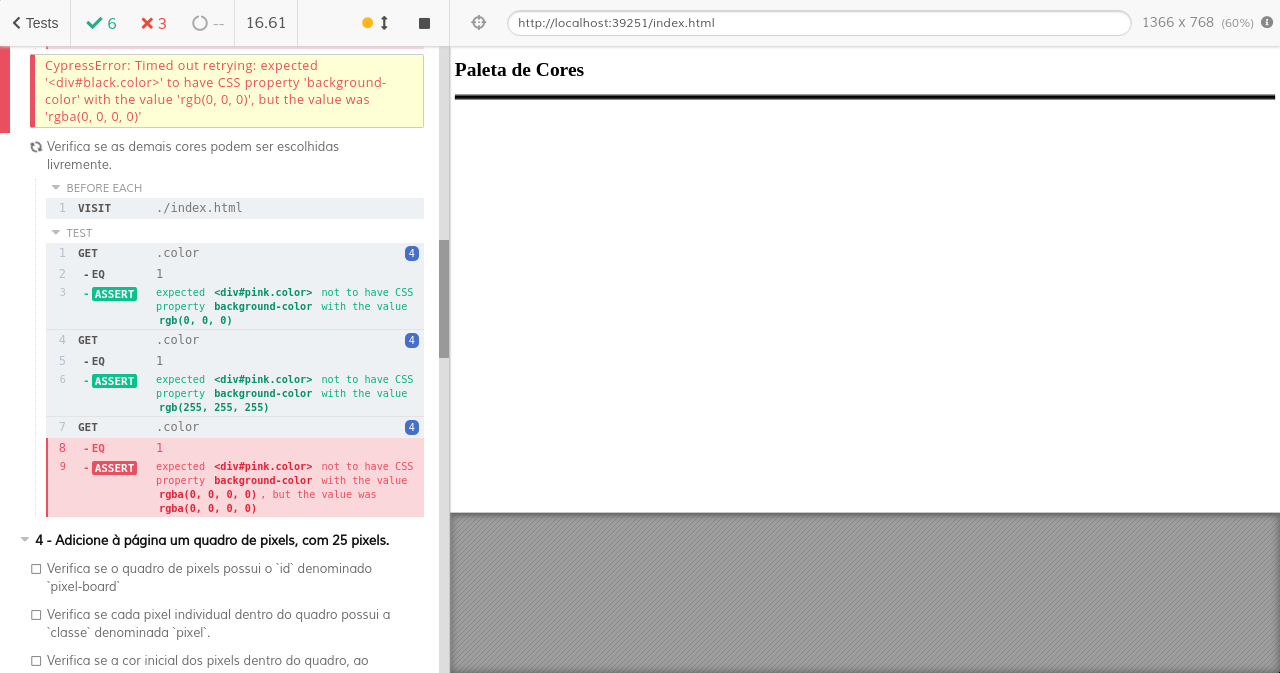 Tests 6 3 -- 16.61 http://localhost:39251/index.html 1366 x 768 (60%)
CypressError: Timed out retrying: expected
'<div#black.color>' to have CSS property 'background-
color' with the value 'rgb(0, 0, 0)', but the value was
'rgba(0, 0, 0, 0)'
Verifica se as demais cores podem ser escolhidas
livremente.
BEFORE EACH
1 VISIT ./index.html
TEST
1 GET .color 4
2 - EQ 1
3 - ASSERT expected <div#pink.color> not to have CSS
property background-color with the value
rgb(0, 0, 0)
4 GET .color 4
5 - EQ 1
6 - ASSERT expected <div#pink.color> not to have CSS
property background-color with the value
rgb(255, 255, 255)
7 GET .color 4
8 - EQ 1
9 - ASSERT expected <div#pink.color> not to have CSS
property background-color with the value
rgba(0, 0, 0, 0) , but the value was
rgba(0, 0, 0, 0)
4 - Adicione à página um quadro de pixels, com 25 pixels.
Verifica se o quadro de pixels possui o `id` denominado
`pixel-board`
Verifica se cada pixel individual dentro do quadro possui a
`classe` denominada `pixel`.
Verifica se a cor inicial dos pixels dentro do quadro, ao
Paleta de Cores